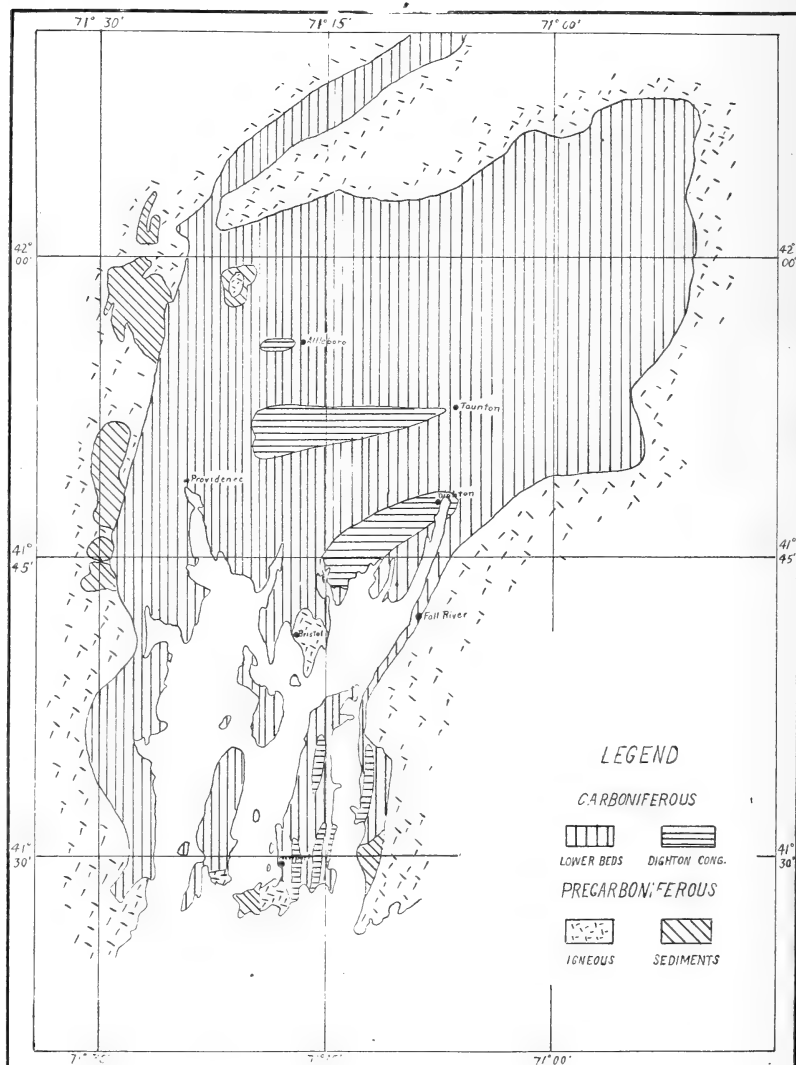 71° 30'
71° 15'
71° 00'
42° 00'
42° 00'
Attleboro
Taunton
Providence
41° 45'
41° 45'
Fall River
Bristol
LEGEND
CARBONIFEROUS
LOWER BEDS
DIGHTON CONG.
41° 30'
41° 30'
PRECARBONIFEROUS
IGNEOUS
SEDIMENTS
71° 00'